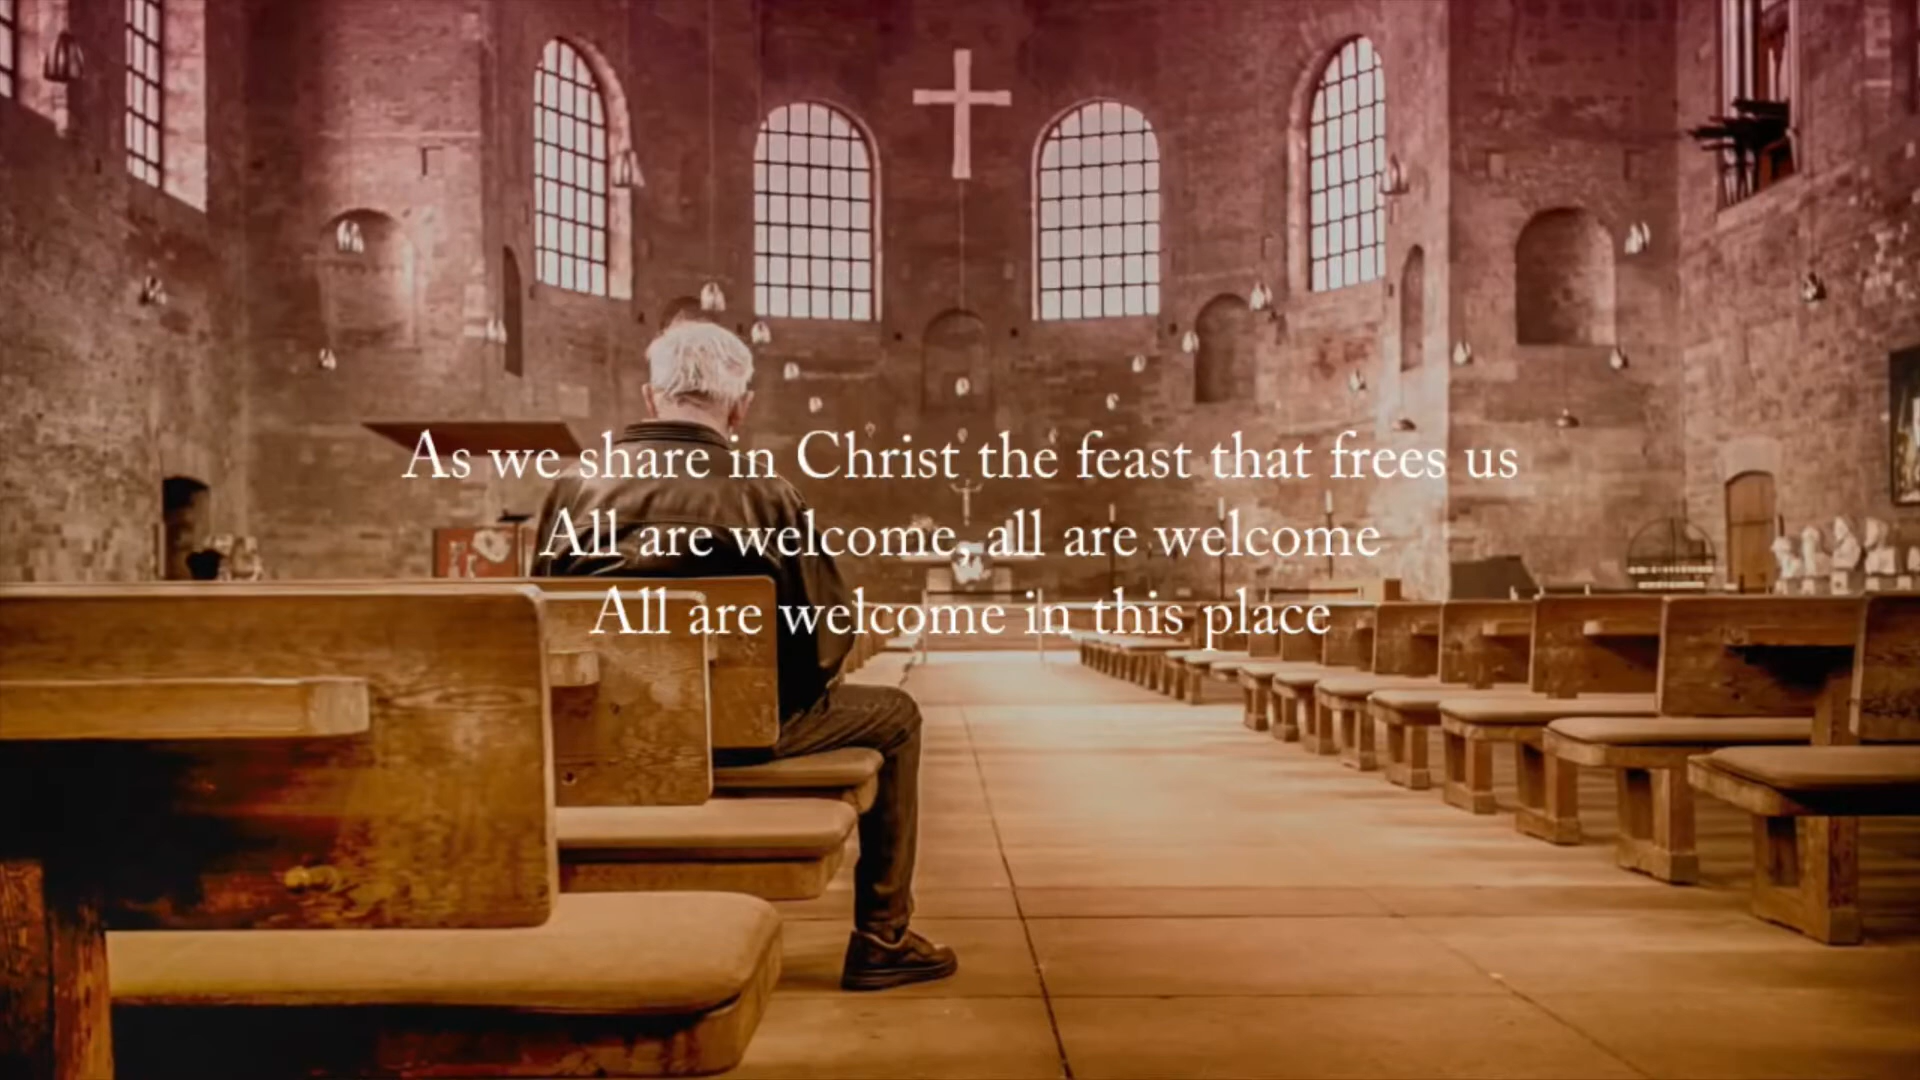 As we share in Christ the feast that frees us
All are welcome, all are welcome
All are welcome in this place